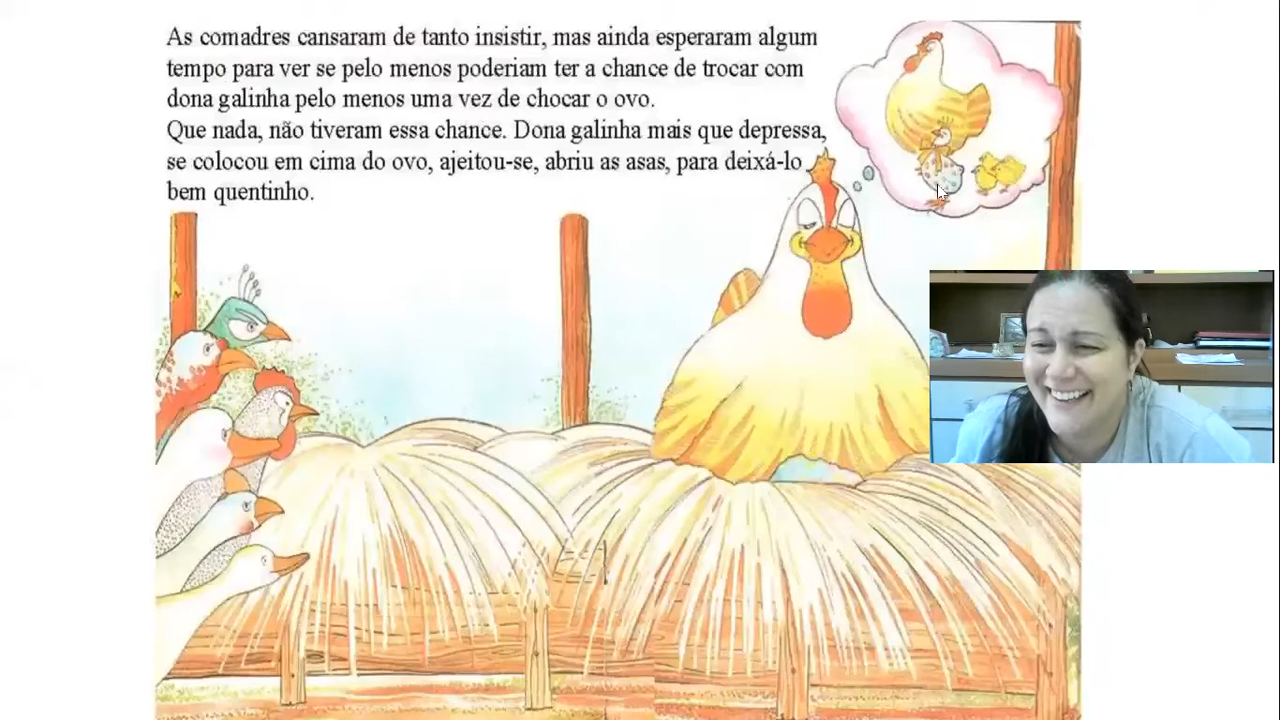 As comadres cansaram de tanto insistir, mas ainda esperaram algum
tempo para ver se pelo menos poderiam ter a chance de trocar com
dona galinha pelo menos uma vez de chocar o ovo.
Que nada, não tiveram essa chance. Dona galinha mais que depressa,
se colocou em cima do ovo, ajeitou-se, abriu as asas, para deixá-lo
bem quentinho.